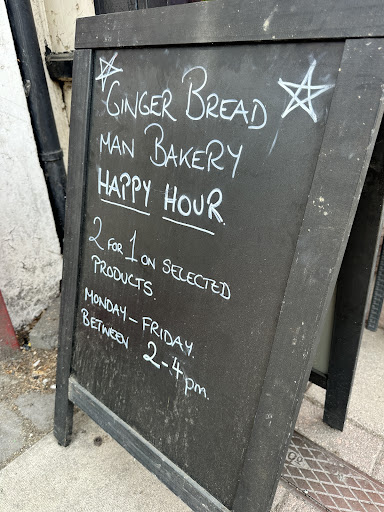 GINGER BREAD
MAN BAKERY
HAPPY HOUR.
2 FOR 1 ON SELECTED
PRODUCTS.
MONDAY - FRIDAY.
BETWEEN 2-4pm.